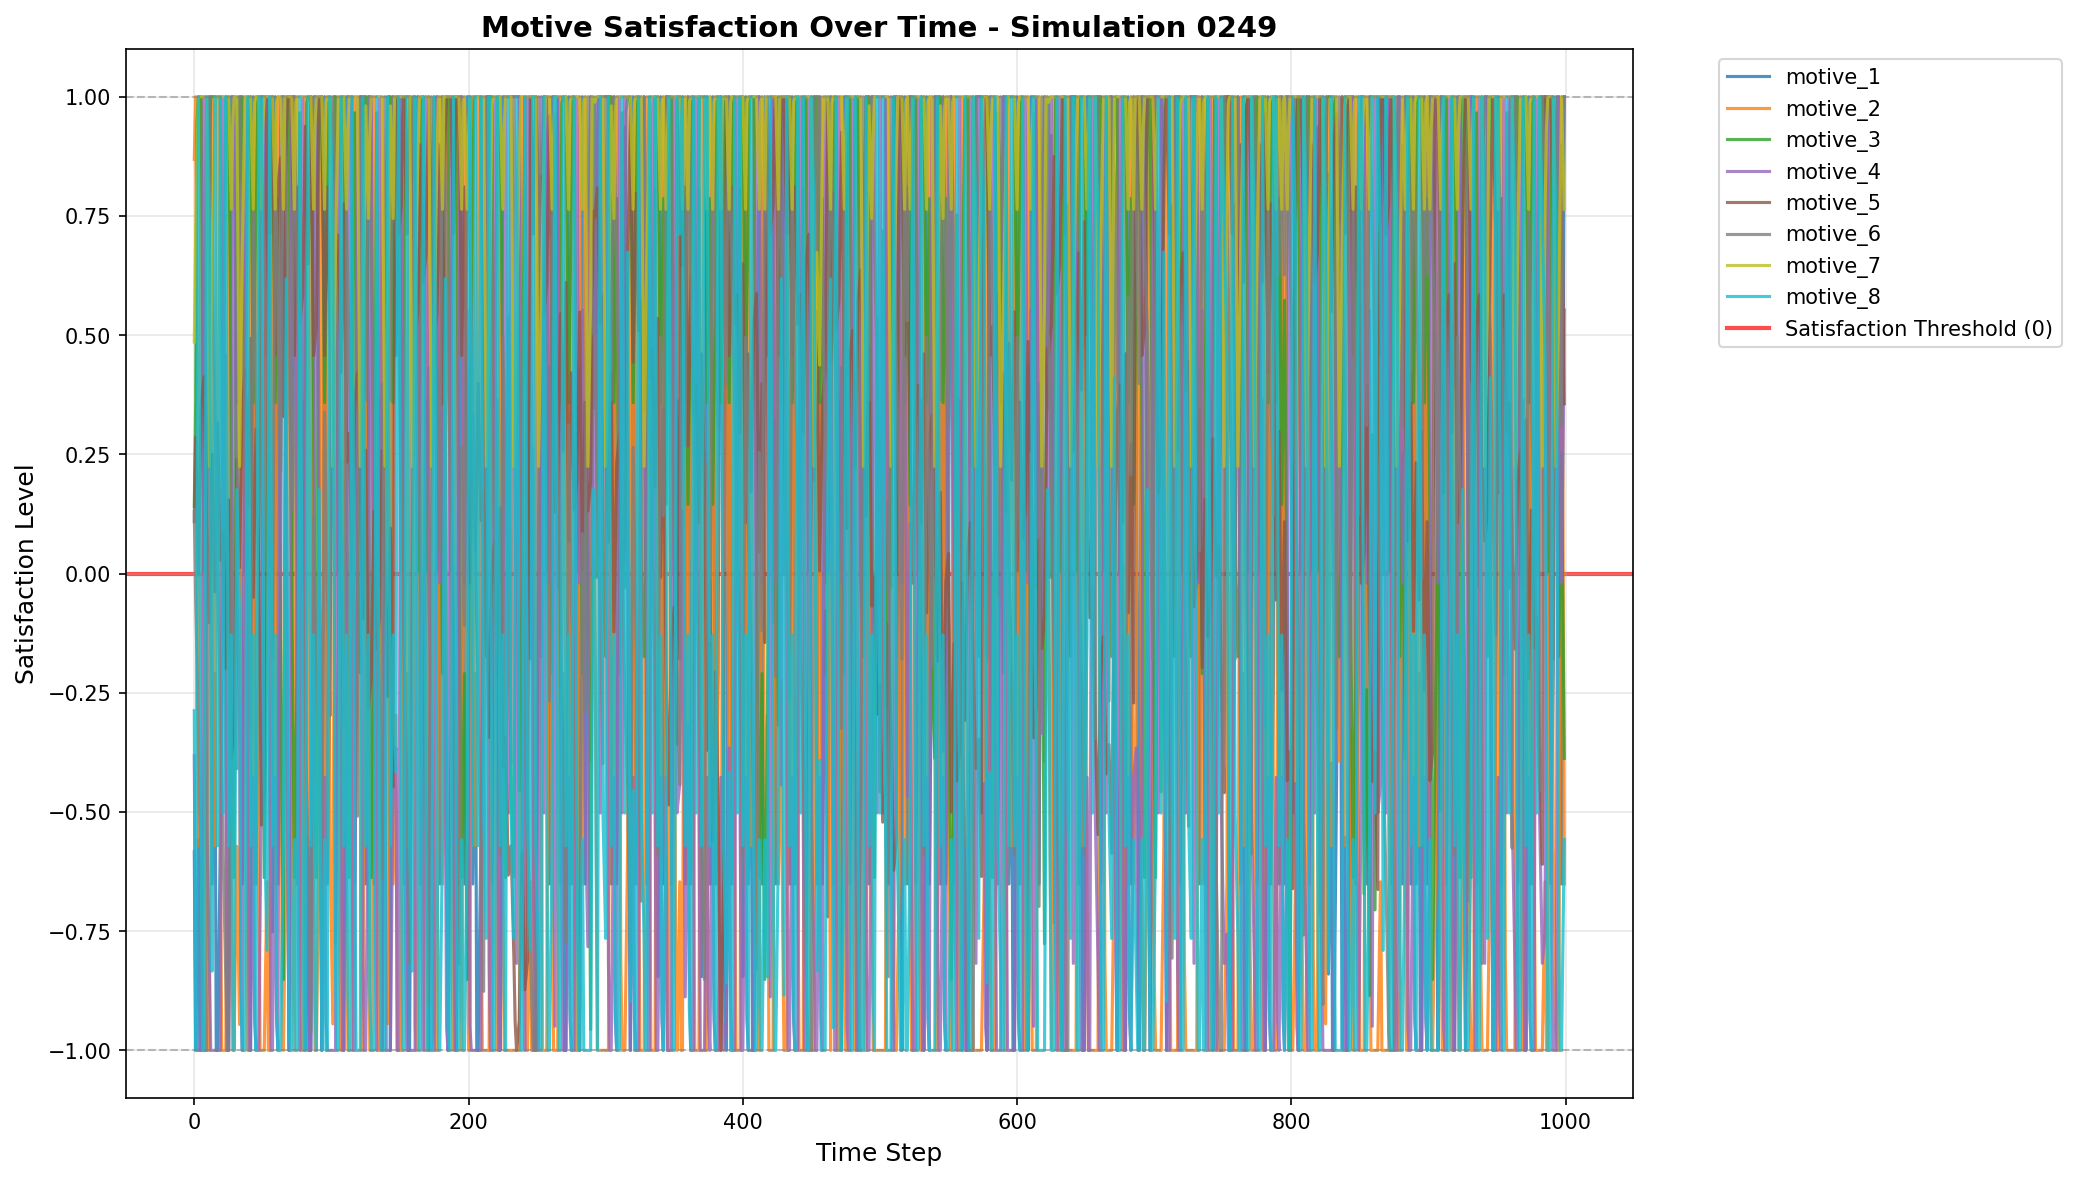 Motive Satisfaction Over Time - Simulation 0249
1.00
0.75
0.50
0.25
0.00
−0.25
−0.50
−0.75
−1.00
Satisfaction Level
0
200
400
600
800
1000
Time Step
motive_1
motive_2
motive_3
motive_4
motive_5
motive_6
motive_7
motive_8
Satisfaction Threshold (0)